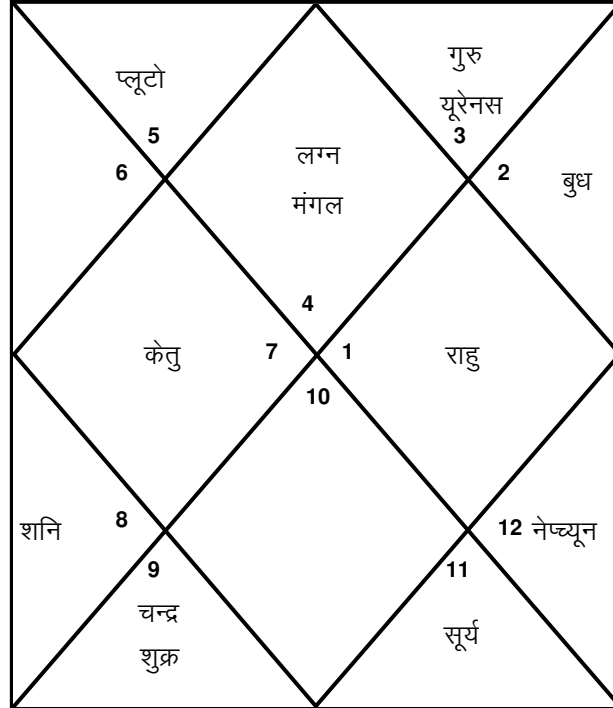 प्लूटो
गुरु
यूरेनस
5
3
6
लग्न
2
बुध
मंगल
4
केतु
7
1
राहु
10
शनि
8
12
नेप्च्यून
9
11
चन्द्र
सूर्य
शुक्र